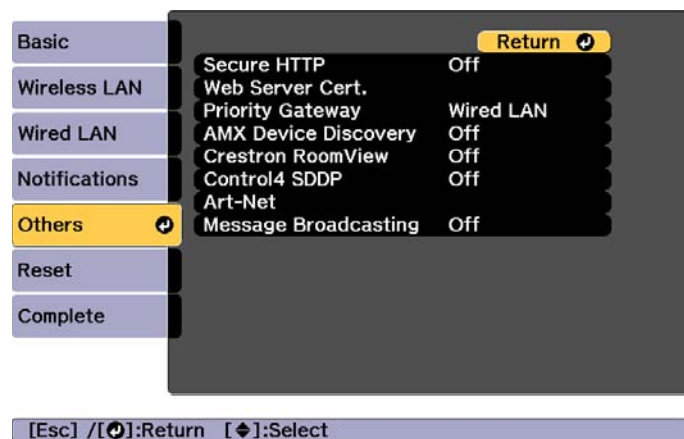 Basic
Wireless LAN
Wired LAN
Notifications
Others
Reset
Complete
Return
Secure HTTP Off
Web Server Cert.
Priority Gateway Wired LAN
AMX Device Discovery Off
Crestron RoomView Off
Control4 SDDP Off
Art-Net
Message Broadcasting Off
[Esc] /[⏎]:Return [◆]:Select